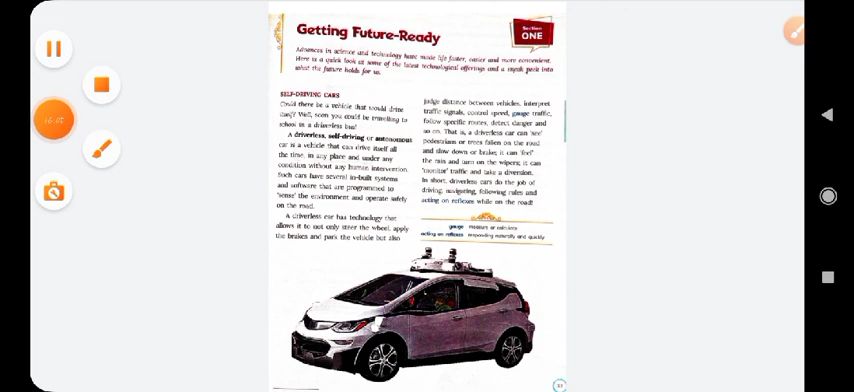 Getting Future-Ready
Section
ONE
Advances in science and technology have made life faster, easier and more convenient.
Here is a quick look at some of the latest technological offerings and a sneak peek into
what the future holds for us.
SELF-DRIVING CARS
Could there be a vehicle that would drive
itself? Well, soon you could be travelling to
school in a driverless bus!
A driverless, self-driving or autonomous
car is a vehicle that can drive itself all
the time, in any place and under any
condition without any human intervention.
Such cars have several in-built systems
and software that are programmed to
'sense' the environment and operate safely
on the road.
A driverless car has technology that
allows it to not only steer the wheel, apply
the brakes and park the vehicle but also
judge distance between vehicles, interpret
traffic signals, control speed, gauge traffic,
follow specific routes, detect danger and
so on. That is, a driverless car can 'see'
pedestrians or trees fallen on the road
and slow down or brake; it can 'feel'
the rain and turn on the wipers; it can
'monitor' traffic and take a diversion.
In short, driverless cars do the job of
driving, navigating, following rules and
acting on reflexes while on the road!
gauge measure or calculate
acting on reflexes responding naturally and quickly